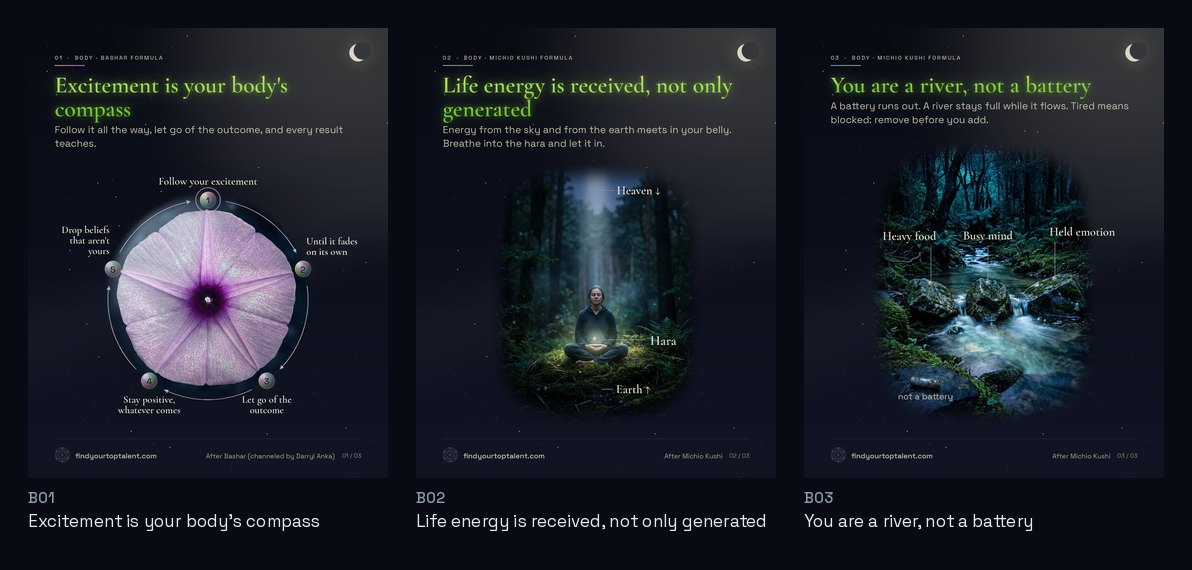 01 · BODY · BASHAR FORMULA
Excitement is your body's
compass
Follow it all the way, let go of the outcome, and every result
teaches.
Follow your excitement
1
Until it fades
on its own
2
Let go of the
outcome
3
Stay positive,
whatever comes
4
Drop beliefs
that aren't
yours
5
findyourtoptalent.com
After Bashar (channeled by Darryl Anka) 01 / 03
B01
Excitement is your body's compass
02 · BODY · MICHIO KUSHI FORMULA
Life energy is received, not only
generated
Energy from the sky and from the earth meets in your belly.
Breathe into the hara and let it in.
Heaven ↓
Hara
Earth ↑
findyourtoptalent.com
After Michio Kushi 02 / 03
B02
Life energy is received, not only generated
03 · BODY · MICHIO KUSHI FORMULA
You are a river, not a battery
A battery runs out. A river stays full while it flows. Tired means
blocked: remove before you add.
Heavy food
Busy mind
Held emotion
not a battery
findyourtoptalent.com
After Michio Kushi 03 / 03
B03
You are a river, not a battery